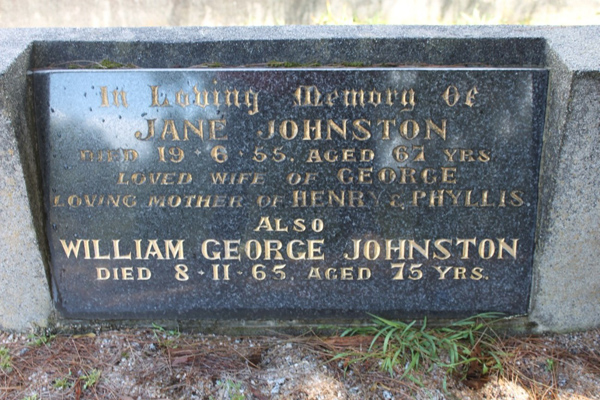 In Loving Memory Of
JANE JOHNSTON
DIED 19-6-55. AGED 67 YRS
LOVED WIFE OF GEORGE
LOVING MOTHER OF HENRY & PHYLLIS.
ALSO
WILLIAM GEORGE JOHNSTON
DIED 8-11-63. AGED 75 YRS.